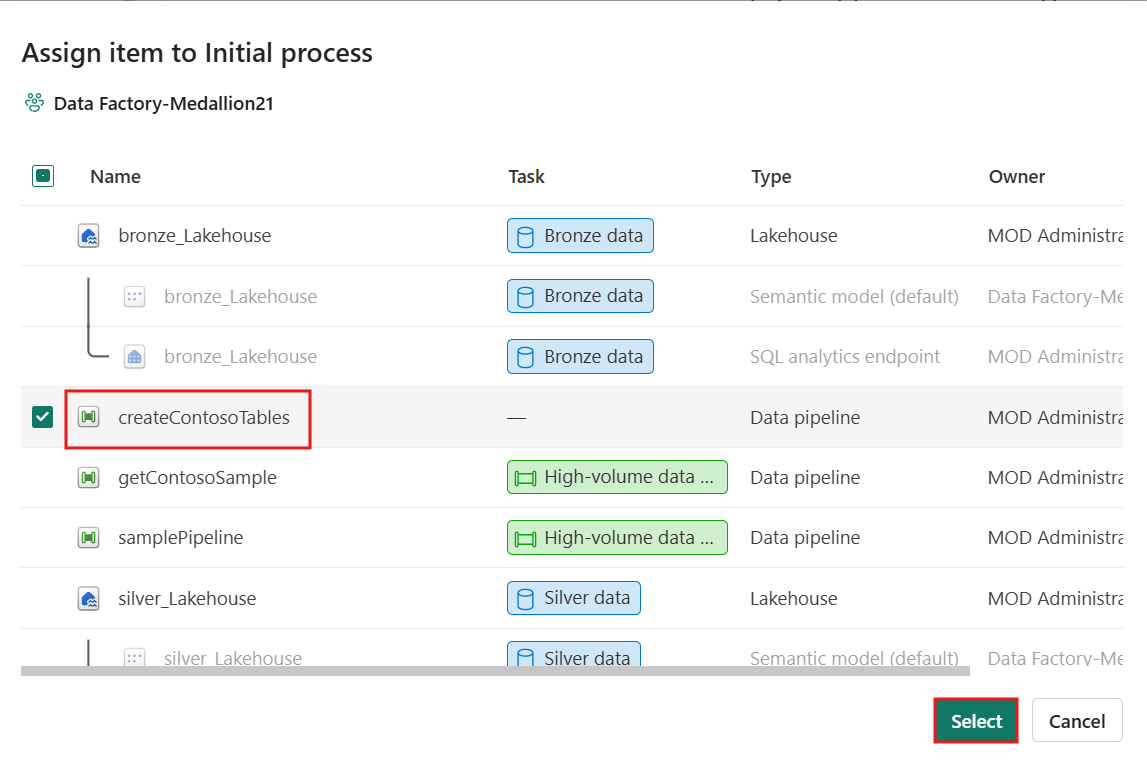 Assign item to Initial process
Data Factory-Medallion21
Name Task Type Owner
bronze_Lakehouse Bronze data Lakehouse MOD Administra
bronze_Lakehouse Bronze data Semantic model (default) Data Factory-Me
bronze_Lakehouse Bronze data SQL analytics endpoint MOD Administra
createContosoTables — Data pipeline MOD Administra
getContosoSample High-volume data ... Data pipeline MOD Administra
samplePipeline High-volume data ... Data pipeline MOD Administra
silver_Lakehouse Silver data Lakehouse MOD Administra
silver_Lakehouse Silver data Semantic model (default) Data Factory-Me
Select Cancel